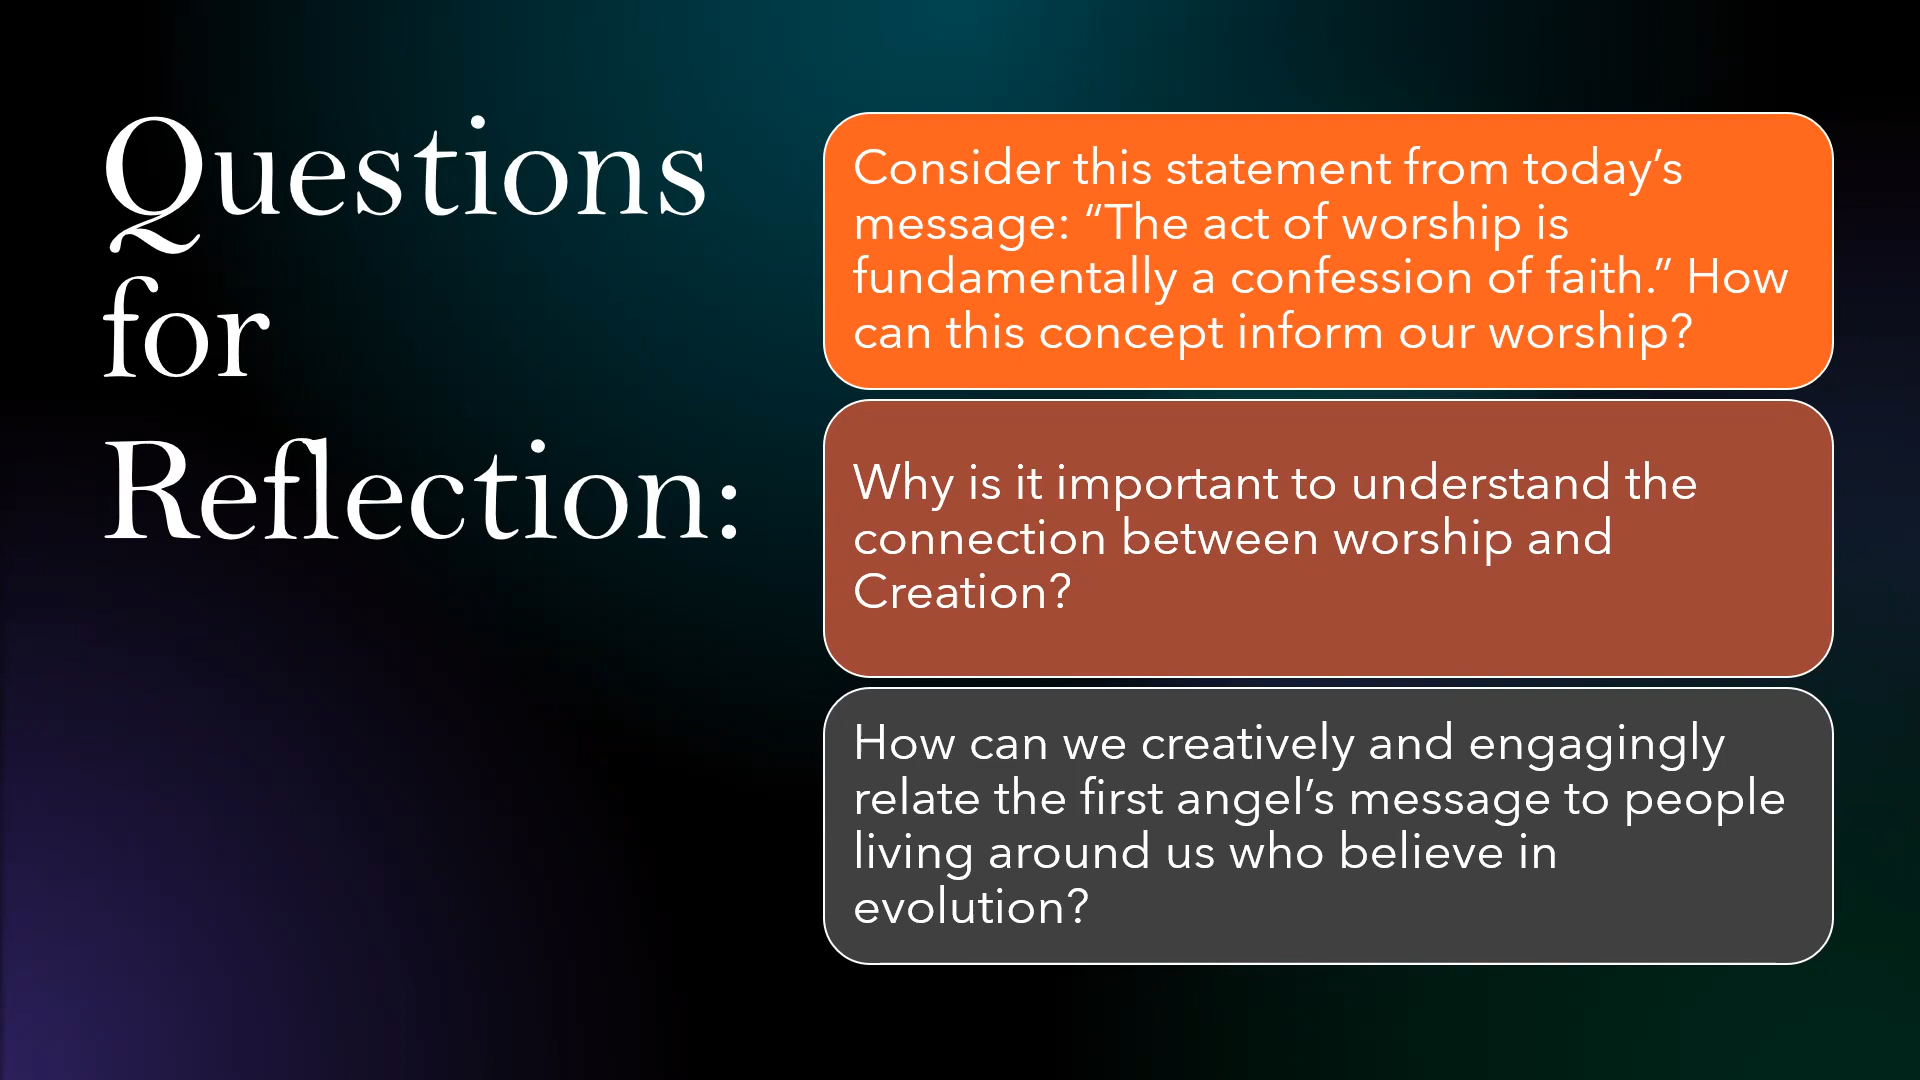 Questions
for
Reflection:
Consider this statement from today’s
message: “The act of worship is
fundamentally a confession of faith.” How
can this concept inform our worship?
Why is it important to understand the
connection between worship and
Creation?
How can we creatively and engagingly
relate the first angel’s message to people
living around us who believe in
evolution?